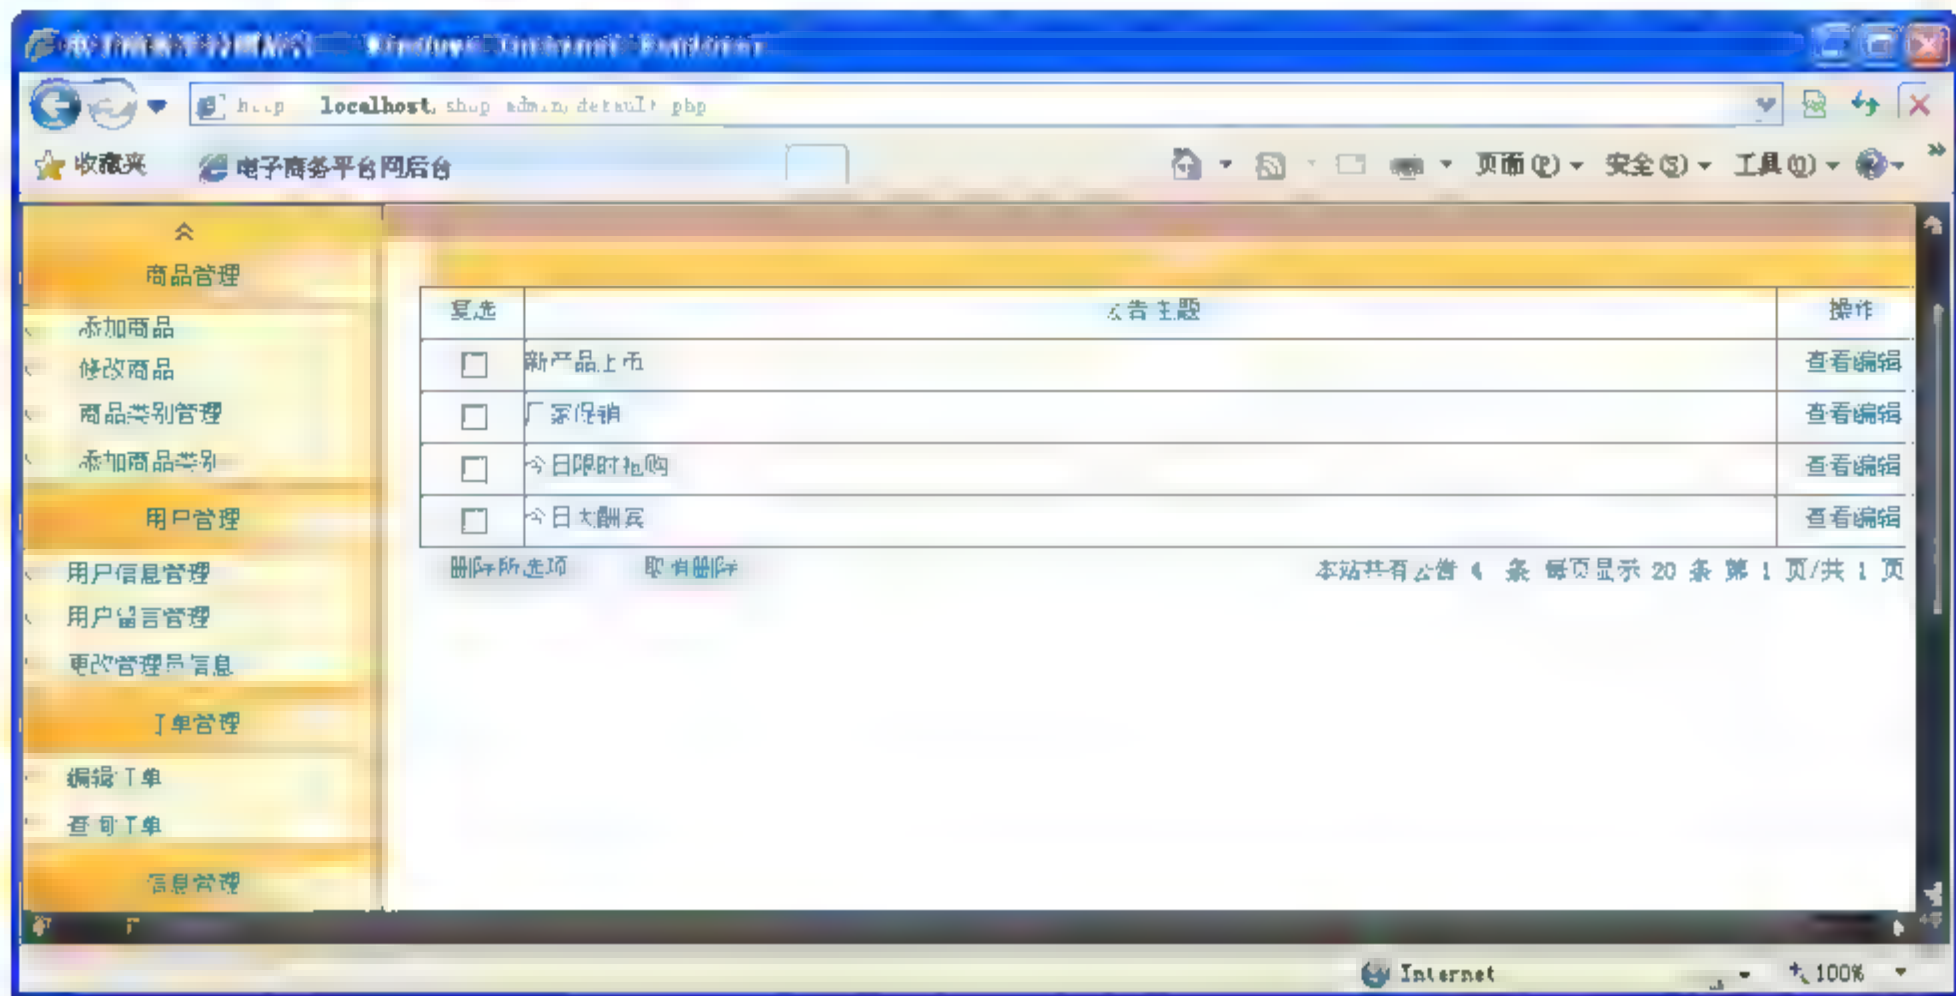 localhost
收藏夹 电子商务平台网后台 页面(P) 安全(S) 工具(O)
商品管理
添加商品
修改商品
商品类别管理
添加商品类别
用户管理
用户信息管理
用户留言管理
更改管理员信息
订单管理
编辑订单
查询订单
信息管理
复选 公告主题 操作
新产品上市 查看编辑
厂家促销 查看编辑
今日限时抢购 查看编辑
今日大酬宾 查看编辑
删除所选项 取消删除 本站共有公告 4 条 每页显示 20 条 第 1 页/共 1 页
Internet 100%